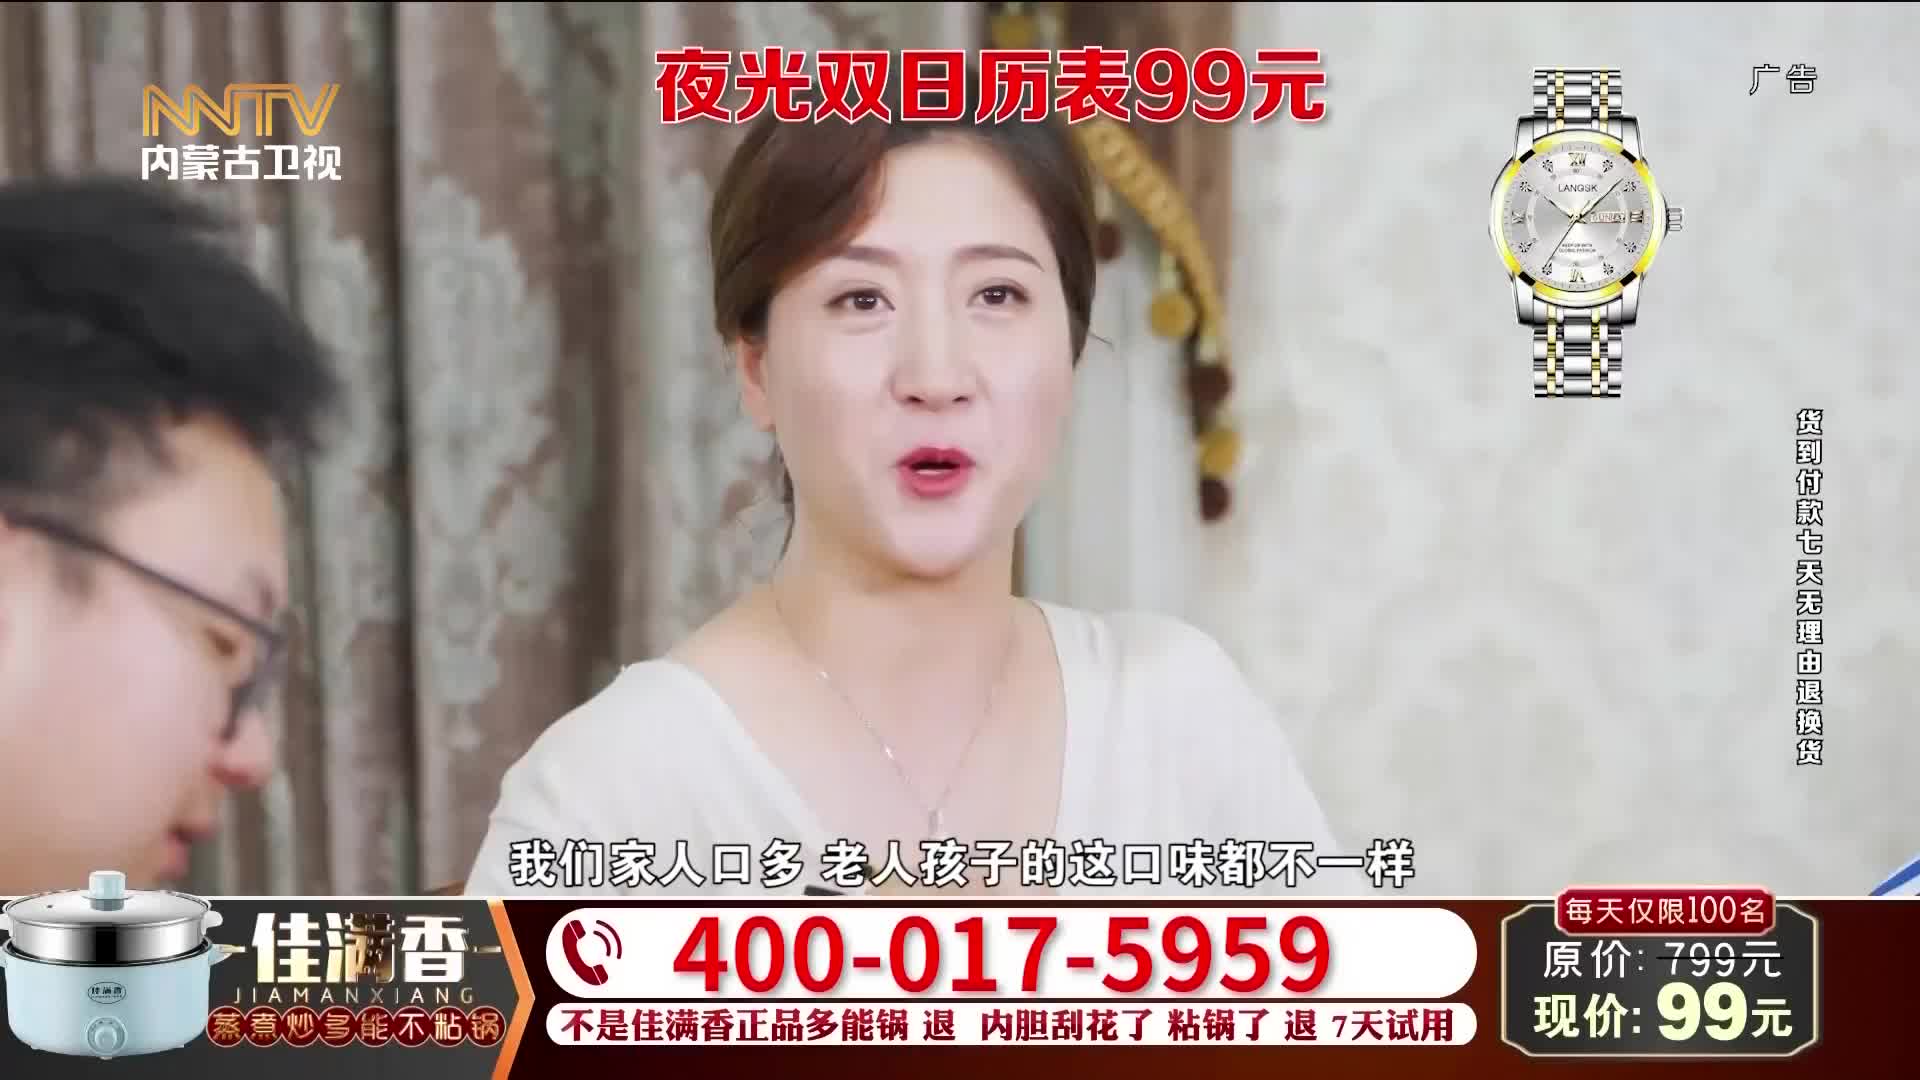 夜光双日历表99元
NNTV
内蒙古卫视
广告
LANGSK
货到付款七天无理由退换货
我们家人口多 老人孩子的这口味都不一样
佳满香
JIAMANXIANG
蒸煮炒多能不粘锅
佳满香
400-017-5959
不是佳满香正品多能锅 退 内胆刮花了 粘锅了 退 7天试用
每天仅限100名
原价: 799元
现价: 99元